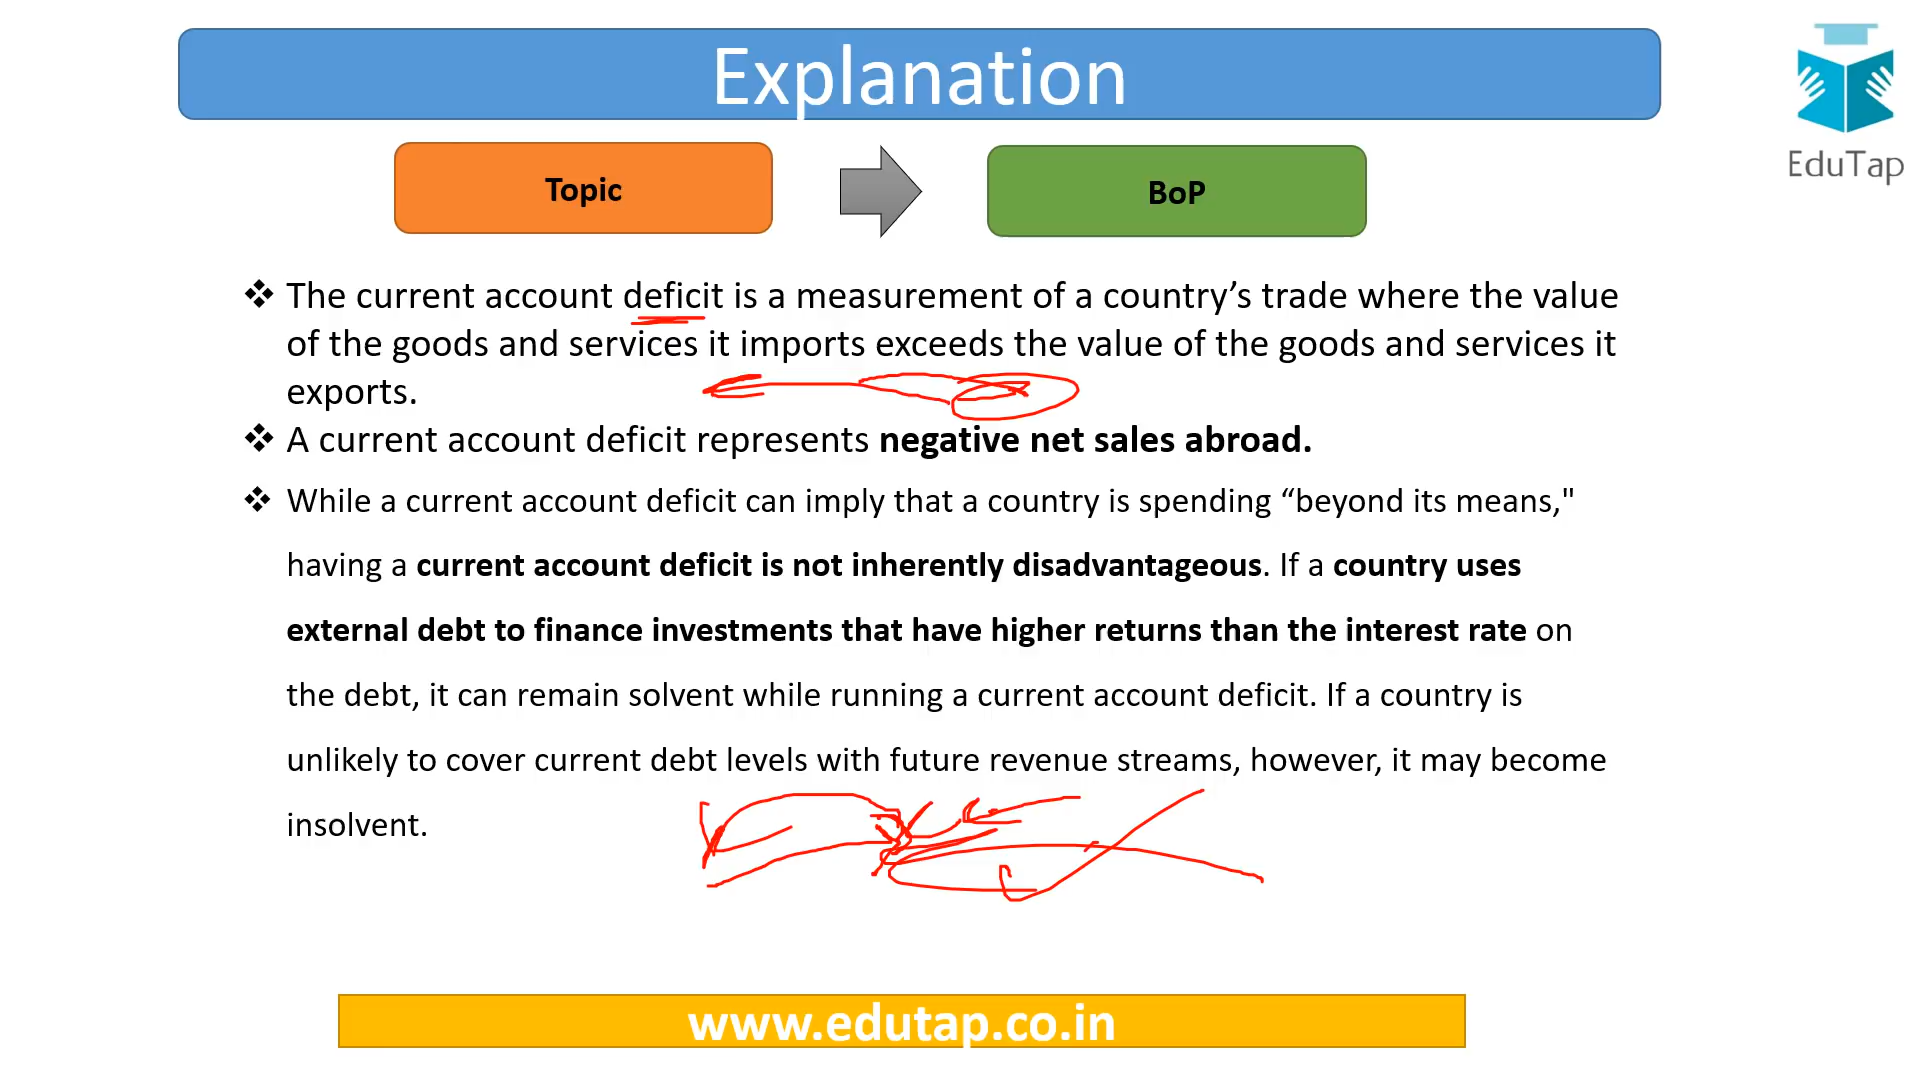 Explanation
EduTap
Topic
BoP
❖ The current account deficit is a measurement of a country’s trade where the value
of the goods and services it imports exceeds the value of the goods and services it
exports.
❖ A current account deficit represents negative net sales abroad.
❖ While a current account deficit can imply that a country is spending “beyond its means,"
having a current account deficit is not inherently disadvantageous. If a country uses
external debt to finance investments that have higher returns than the interest rate on
the debt, it can remain solvent while running a current account deficit. If a country is
unlikely to cover current debt levels with future revenue streams, however, it may become
insolvent.
www.edutap.co.in